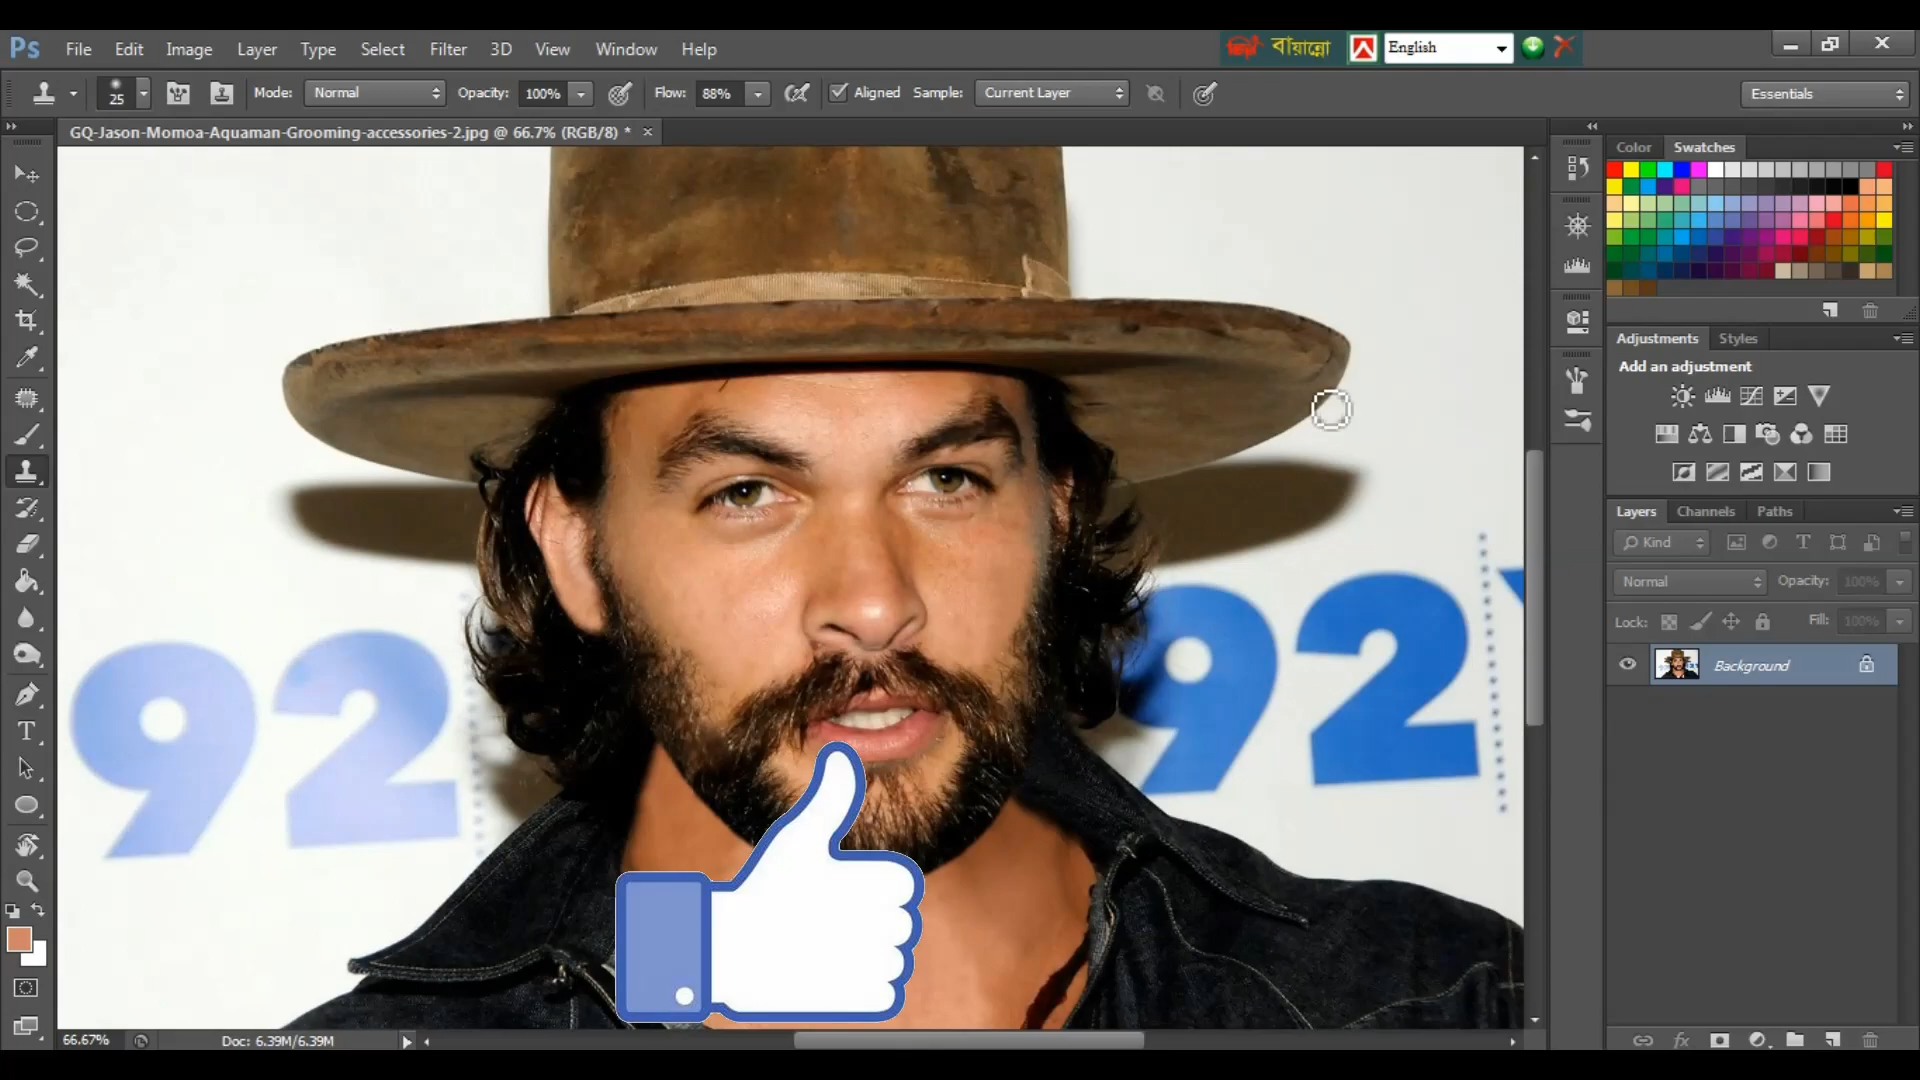 Ps File Edit Image Layer Type Select Filter 3D View Window Help
বায়ান্নো English
25 Mode: Normal Opacity: 100% Flow: 88% Aligned Sample: Current Layer Essentials
GQ-Jason-Momoa-Aquaman-Grooming-accessories-2.jpg @ 66.7% (RGB/8) * ×
Color Swatches
Adjustments Styles
Add an adjustment
Layers Channels Paths
Kind T
Normal Opacity: 100%
Lock: Fill: 100%
Background
92
92Y
T
fx
66.67% Doc: 6.39M/6.39M